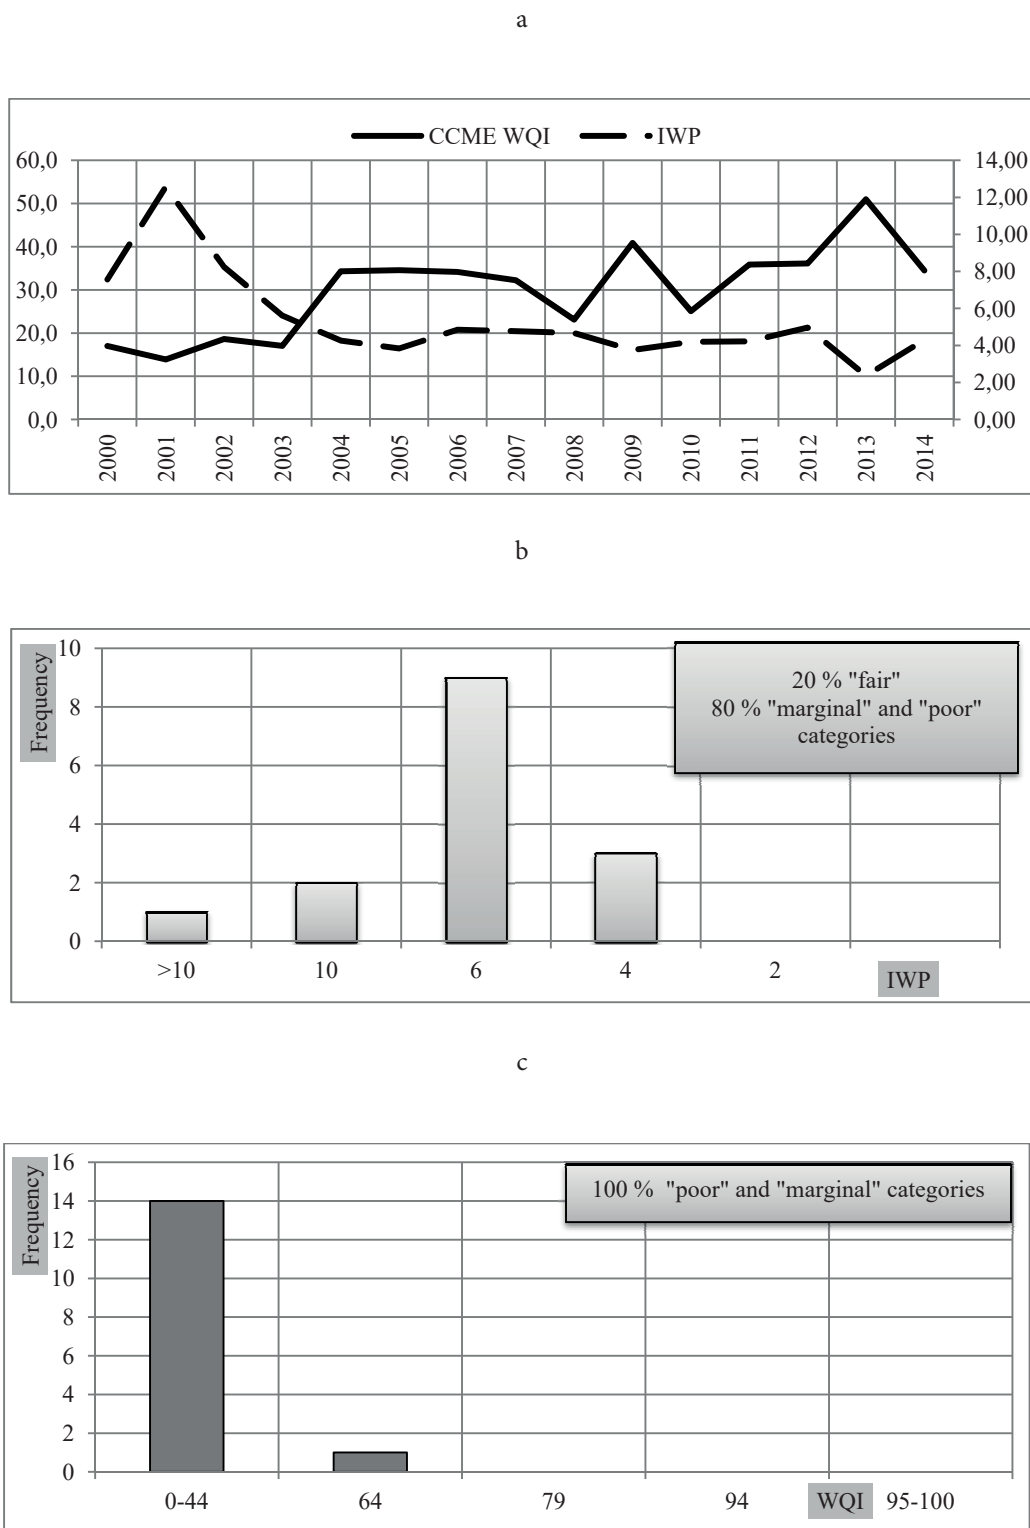 a
CCME WQI IWP
60,0 14,00
50,0 12,00
40,0 10,00
30,0 8,00
20,0 6,00
10,0 4,00
0,0 2,00
0,00
2000 2001 2002 2003 2004 2005 2006 2007 2008 2009 2010 2011 2012 2013 2014
b
Frequency
10
8
6
4
2
0
20 % "fair"
80 % "marginal" and "poor"
categories
>10 10 6 4 2 IWP
c
Frequency
16
14
12
10
8
6
4
2
0
100 % "poor" and "marginal" categories
0-44 64 79 94 WQI 95-100